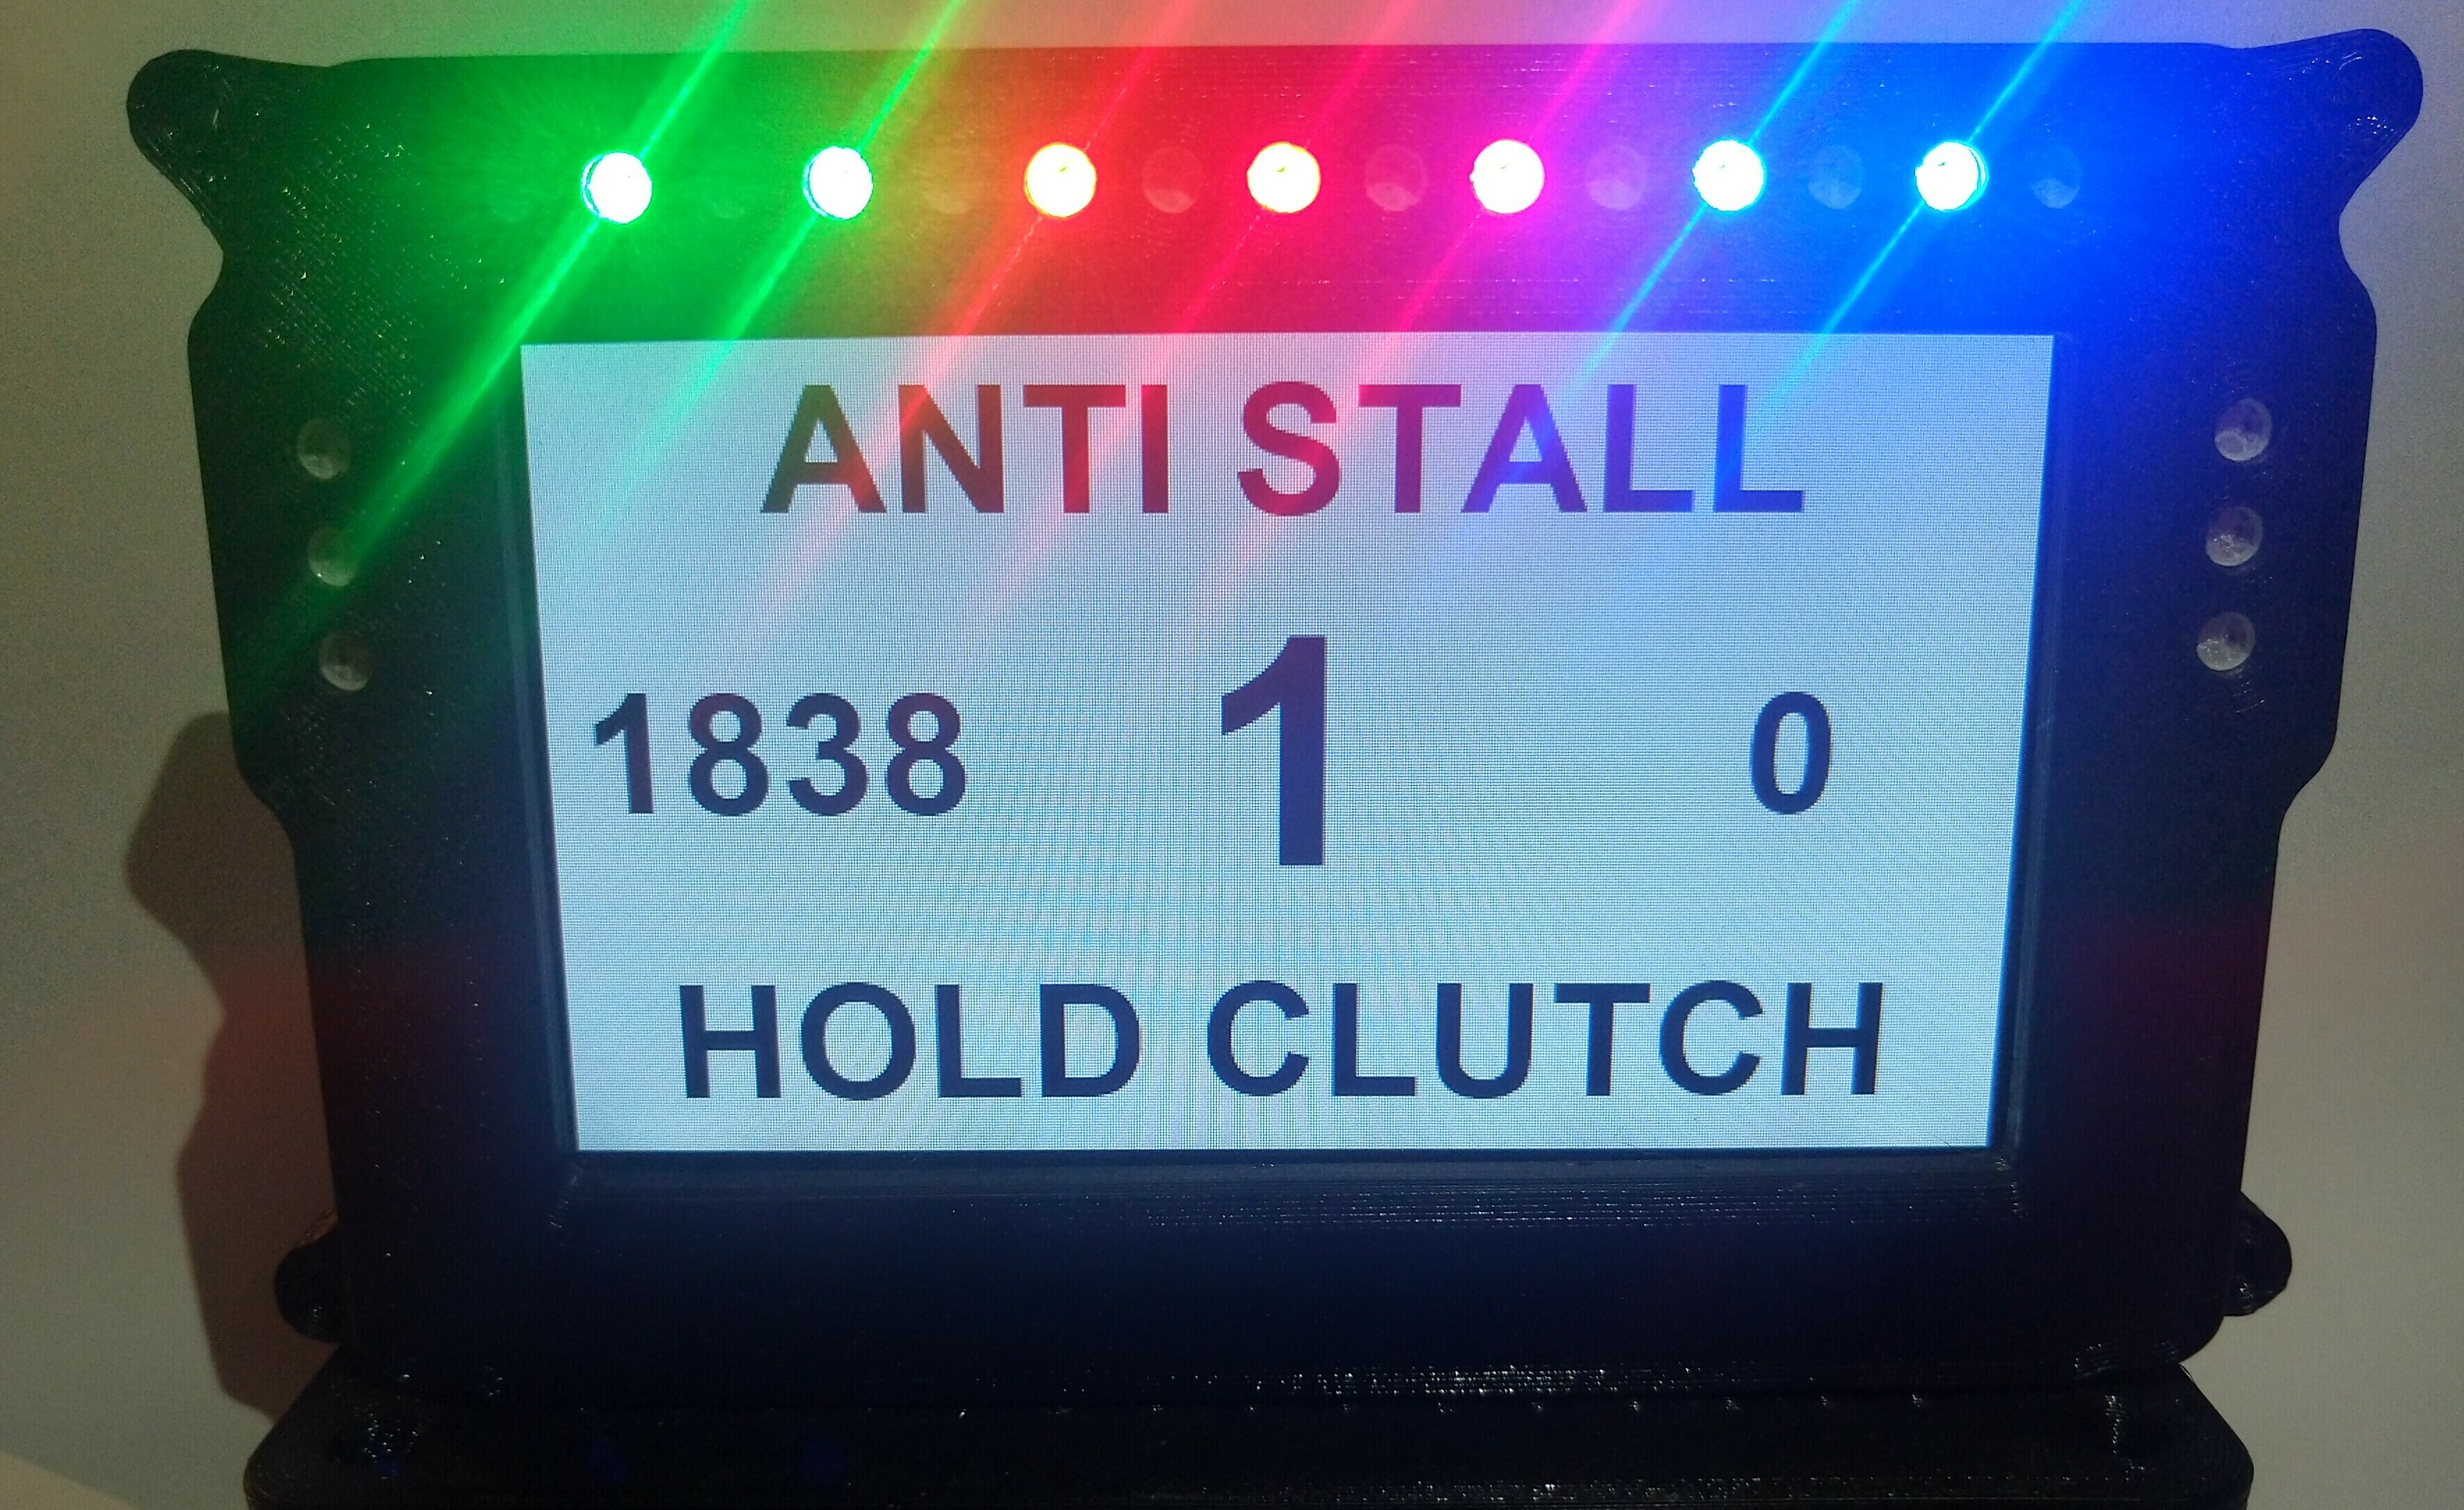 ANTI STALL
1838 1 0
HOLD CLUTCH